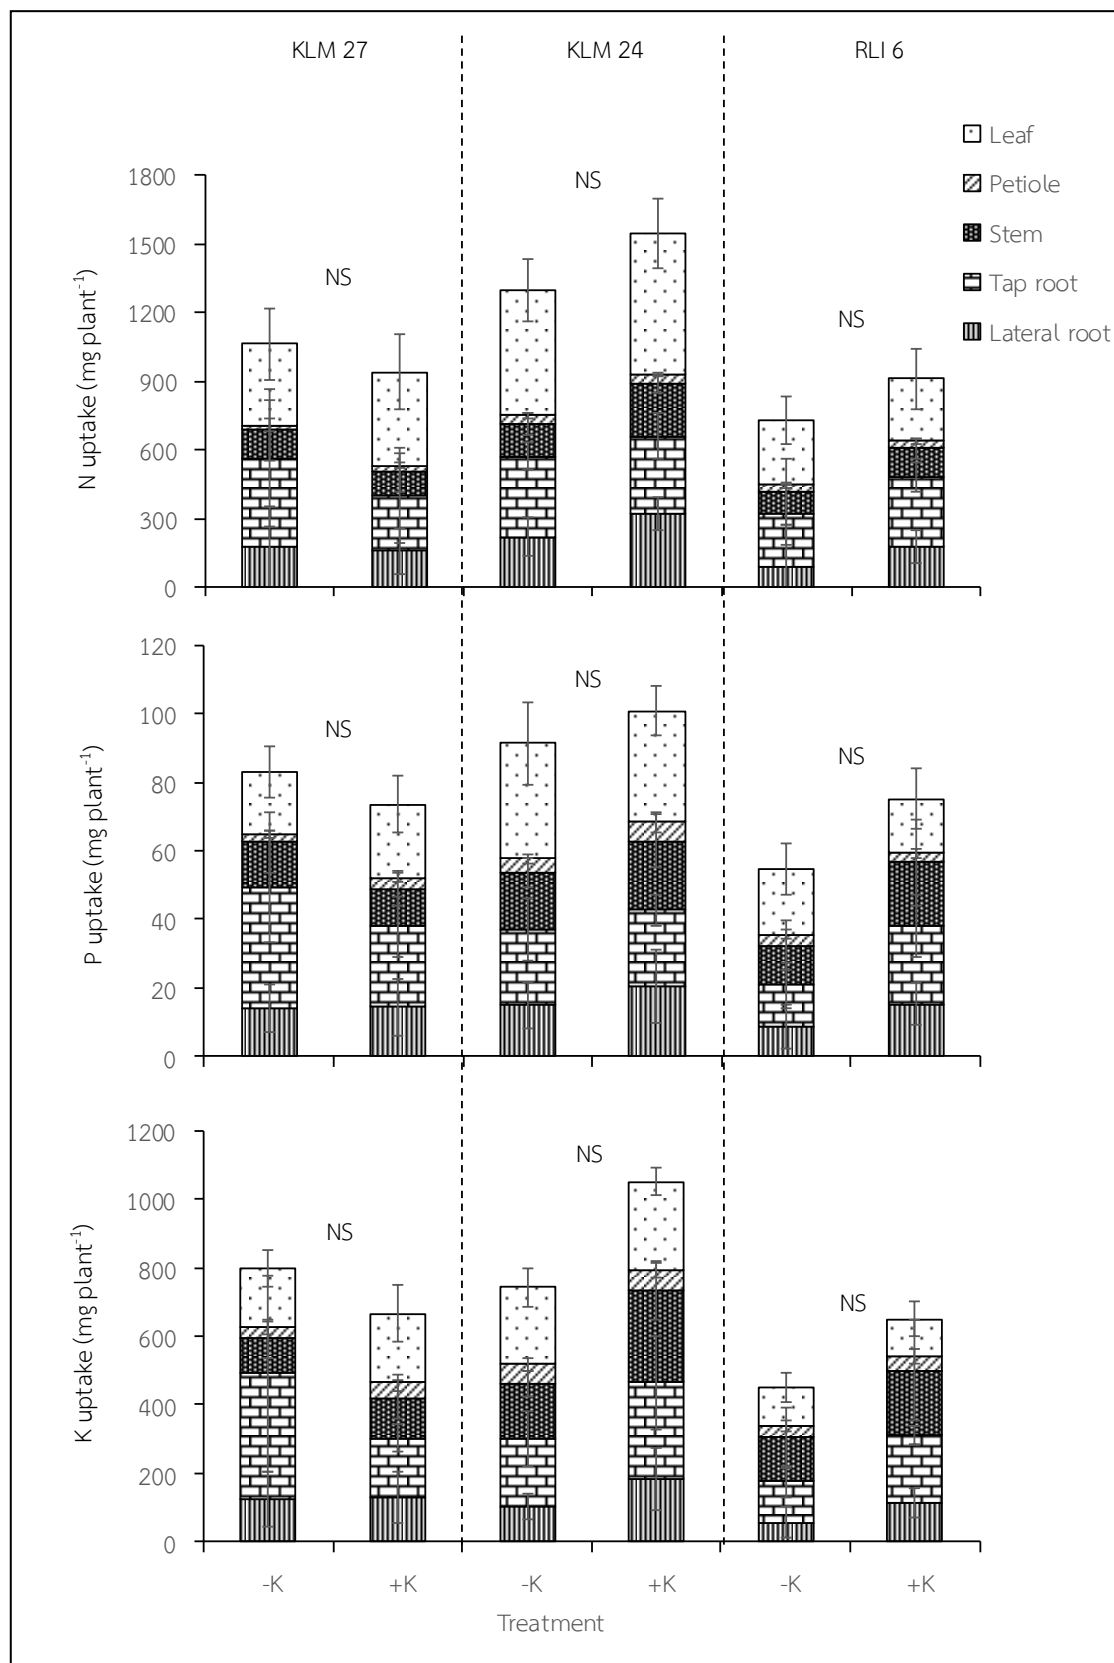 KLM 27 KLM 24 RLI 6
Leaf
Petiole
Stem
Tap root
Lateral root
N uptake (mg plant⁻¹)
1800
1500
1200
900
600
300
0
NS
NS
NS
P uptake (mg plant⁻¹)
120
100
80
60
40
20
0
NS
NS
NS
K uptake (mg plant⁻¹)
1200
1000
800
600
400
200
0
NS
NS
NS
-K +K -K +K -K +K
Treatment